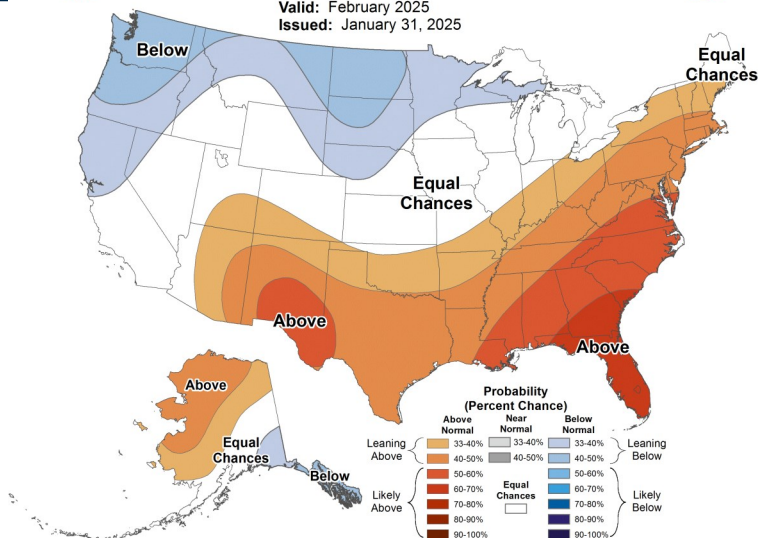 Valid: February 2025
Issued: January 31, 2025
Below
Equal
Chances
Equal
Chances
Above
Above
Above
Equal
Chances
Below
Probability
(Percent Chance)
Above
Normal
Near
Normal
Below
Normal
Leaning
Above
33-40%
33-40%
33-40%
Leaning
Below
40-50%
40-50%
40-50%
Likely
Above
50-60%
60-70%
70-80%
80-90%
90-100%
Equal
Chances
50-60%
60-70%
70-80%
80-90%
90-100%
Likely
Below